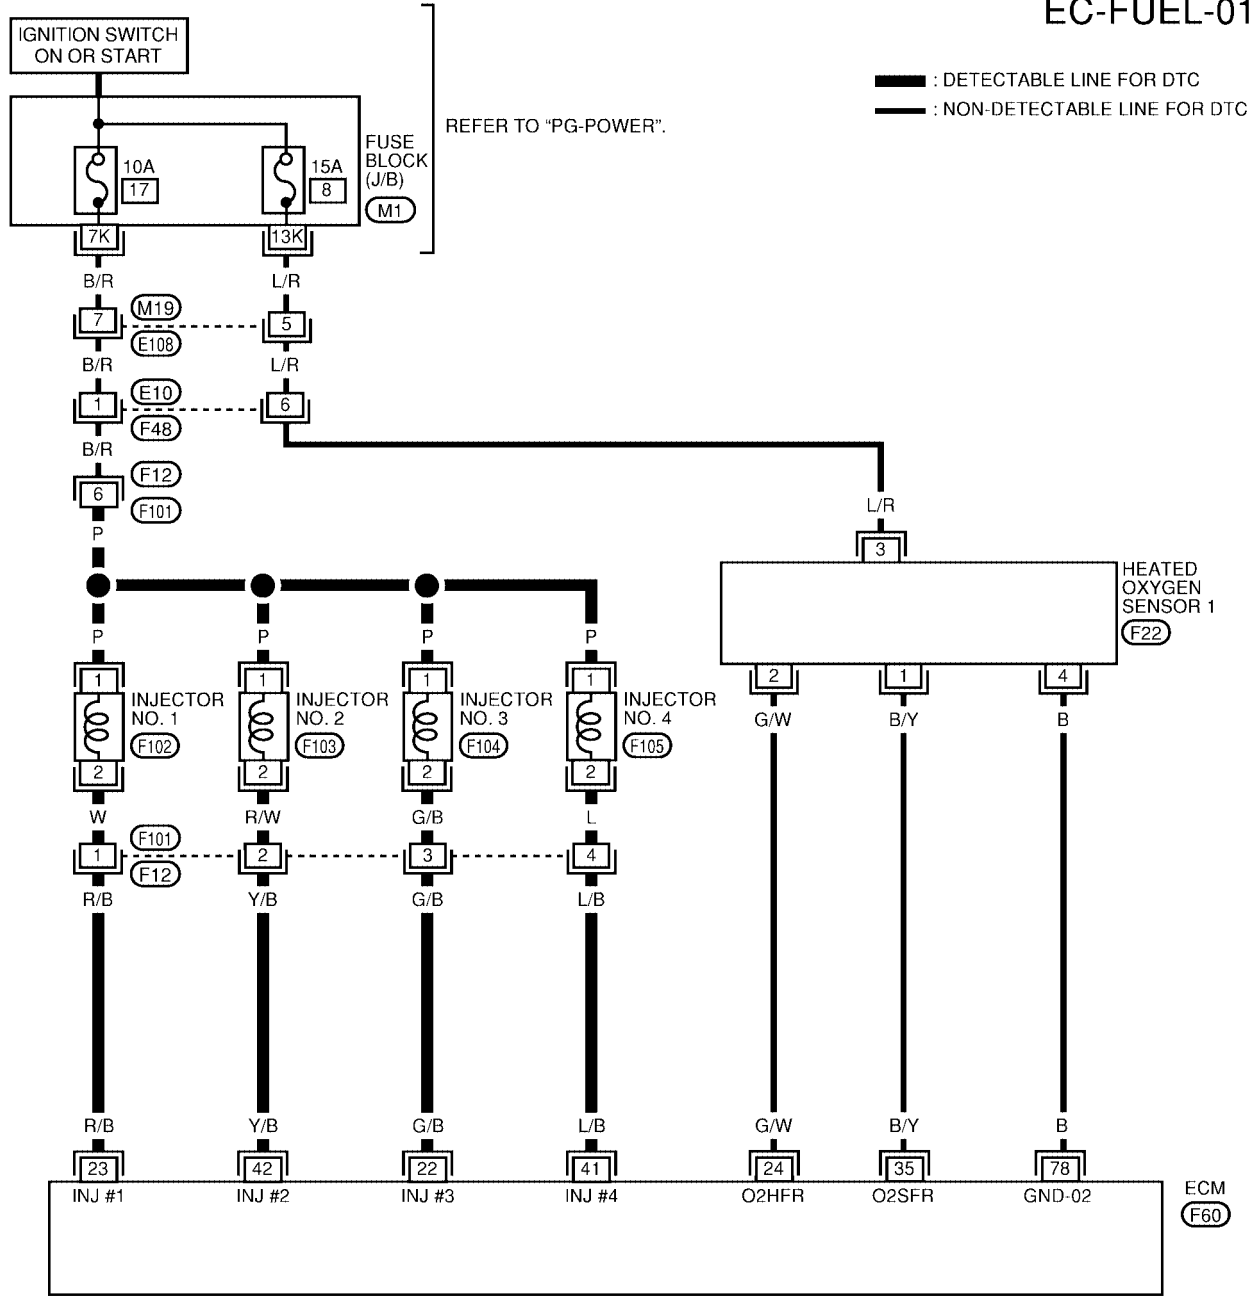 EC-FUEL-01
IGNITION SWITCH
ON OR START
: DETECTABLE LINE FOR DTC
: NON-DETECTABLE LINE FOR DTC
REFER TO "PG-POWER".
10A
17
15A
8
FUSE
BLOCK
(J/B)
M1
7K
13K
B/R
L/R
7
M19
5
E108
B/R
L/R
1
E10
6
F48
B/R
F12
6
F101
P
L/R
3
HEATED
OXYGEN
SENSOR 1
F22
P
P
P
P
1
1
1
1
2
1
4
INJECTOR
NO. 1
F102
INJECTOR
NO. 2
F103
INJECTOR
NO. 3
F104
INJECTOR
NO. 4
F105
G/W
B/Y
B
2
2
2
2
W
R/W
G/B
L
F101
1
2
3
4
F12
R/B
Y/B
G/B
L/B
R/B
Y/B
G/B
L/B
G/W
B/Y
B
23
42
22
41
24
35
78
INJ #1
INJ #2
INJ #3
INJ #4
O2HFR
O2SFR
GND-02
ECM
F60